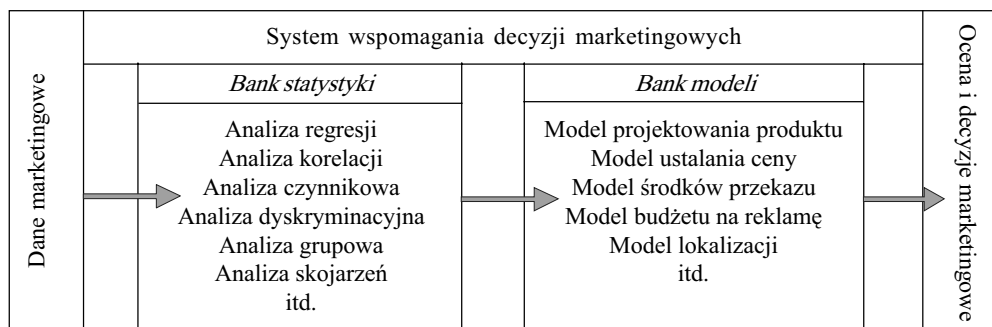 Dane marketingowe
System wspomagania decyzji marketingowych
Bank statystyki
Analiza regresji
Analiza korelacji
Analiza czynnikowa
Analiza dyskryminacyjna
Analiza grupowa
Analiza skojarzeń
itd.
Bank modeli
Model projektowania produktu
Model ustalania ceny
Model środków przekazu
Model budżetu na reklamę
Model lokalizacji
itd.
Ocena i decyzje marketingowe